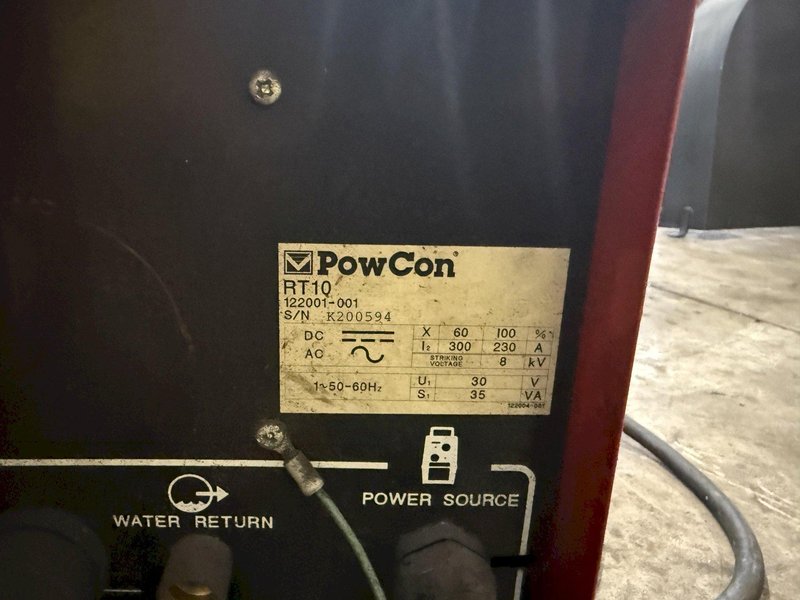 PowCon
RT10
122001-001
S/N K200594
DC
AC
X 60 100 %
I2 300 230 A
STRIKING VOLTAGE 8 kV
1~50-60Hz
U1 30 V
S1 35 VA
122004-001
POWER SOURCE
WATER RETURN